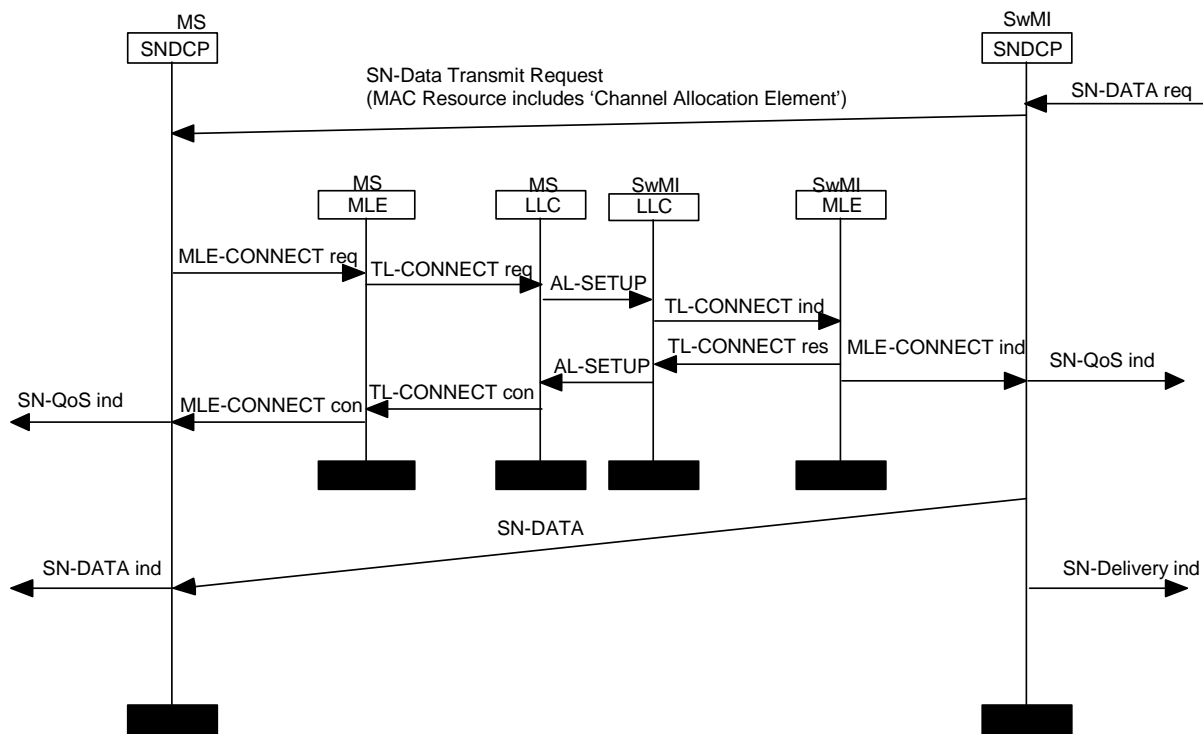 MS
SNDCP
SwMI
SNDCP
SN-Data Transmit Request
(MAC Resource includes ‘Channel Allocation Element’)
SN-DATA req
MS
MLE
MS
LLC
SwMI
LLC
SwMI
MLE
MLE-CONNECT req
TL-CONNECT req
AL-SETUP
TL-CONNECT ind
TL-CONNECT res
MLE-CONNECT ind
SN-QoS ind
AL-SETUP
TL-CONNECT con
MLE-CONNECT con
SN-QoS ind
SN-DATA
SN-DATA ind
SN-Delivery ind